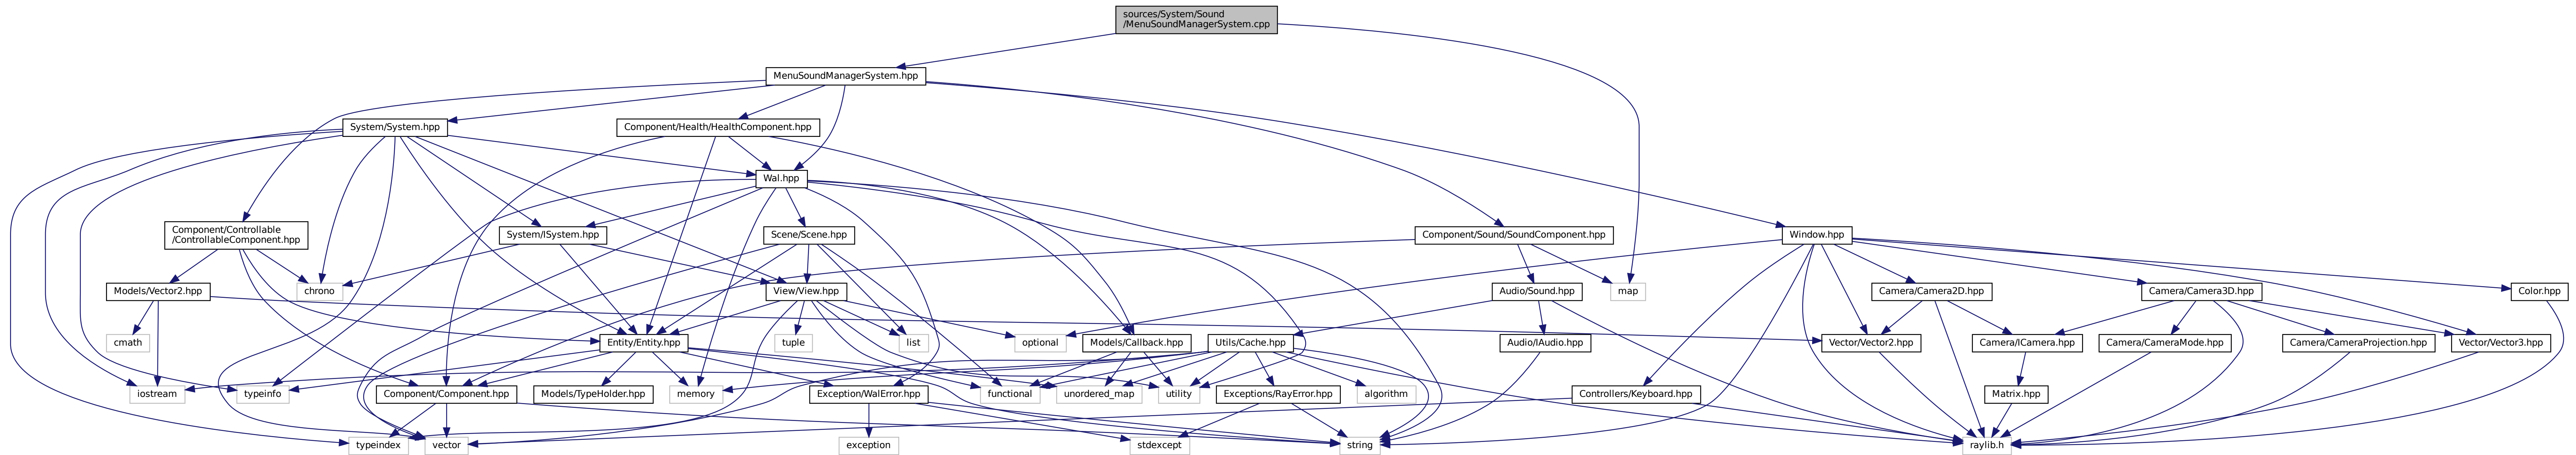 sources/System/Sound
/MenuSoundManagerSystem.cpp
MenuSoundManagerSystem.hpp
System/System.hpp
Component/Health/HealthComponent.hpp
Wal.hpp
Component/Controllable
/ControllableComponent.hpp
System/ISystem.hpp
Scene/Scene.hpp
Component/Sound/SoundComponent.hpp
Window.hpp
Models/Vector2.hpp
chrono
View/View.hpp
Audio/Sound.hpp
map
Camera/Camera2D.hpp
Camera/Camera3D.hpp
Color.hpp
cmath
Entity/Entity.hpp
tuple
list
optional
Models/Callback.hpp
Utils/Cache.hpp
Audio/IAudio.hpp
Vector/Vector2.hpp
Camera/ICamera.hpp
Camera/CameraMode.hpp
Camera/CameraProjection.hpp
Vector/Vector3.hpp
iostream
typeinfo
Component/Component.hpp
Models/TypeHolder.hpp
memory
Exception/WalError.hpp
functional
unordered_map
utility
Exceptions/RayError.hpp
algorithm
Controllers/Keyboard.hpp
Matrix.hpp
typeindex
vector
exception
stdexcept
string
raylib.h